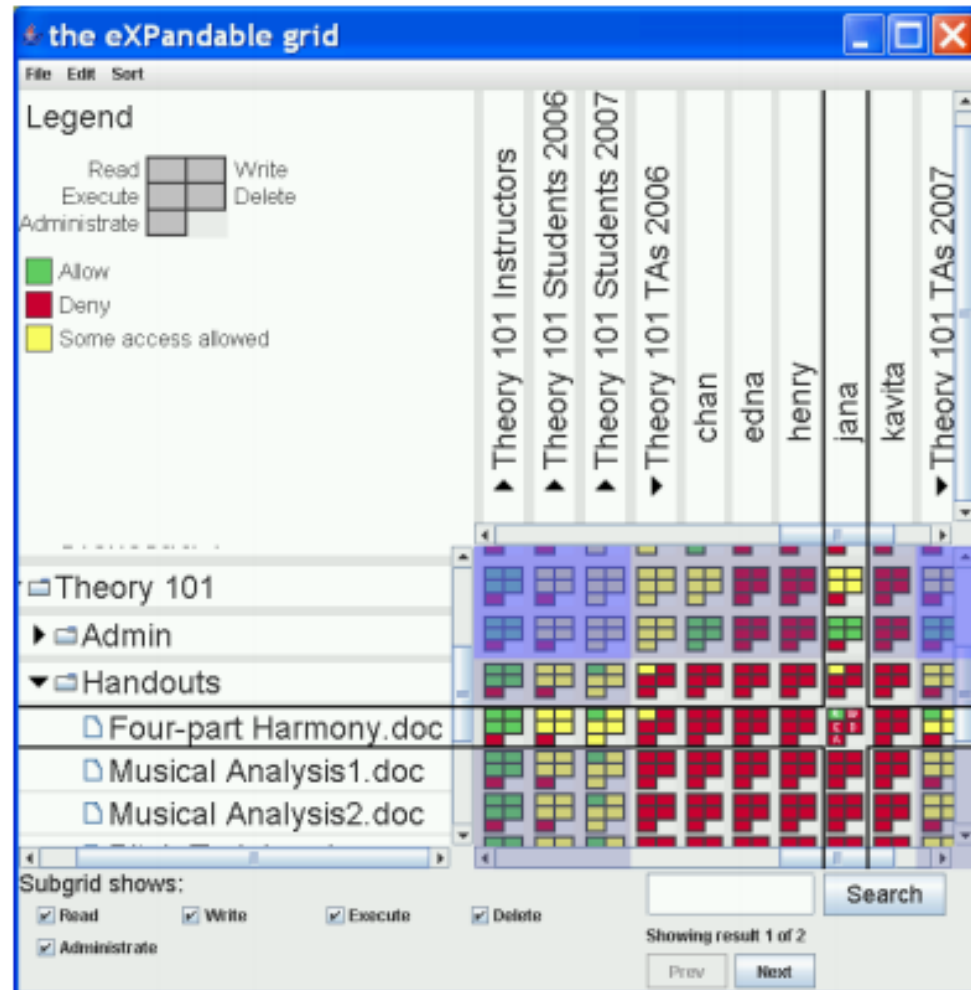 the eXPandable grid
File Edit Sort
Legend
Read Write
Execute Delete
Administrate
Allow
Deny
Some access allowed
Theory 101 Instructors
Theory 101 Students 2006
Theory 101 Students 2007
Theory 101 TAs 2006
chan
edna
henry
jana
kavita
Theory 101 TAs 2007
Theory 101
Admin
Handouts
Four-part Harmony.doc
Musical Analysis1.doc
Musical Analysis2.doc
Subgrid shows:
Read Write Execute Delete
Administrate
Search
Showing result 1 of 2
Prev Next